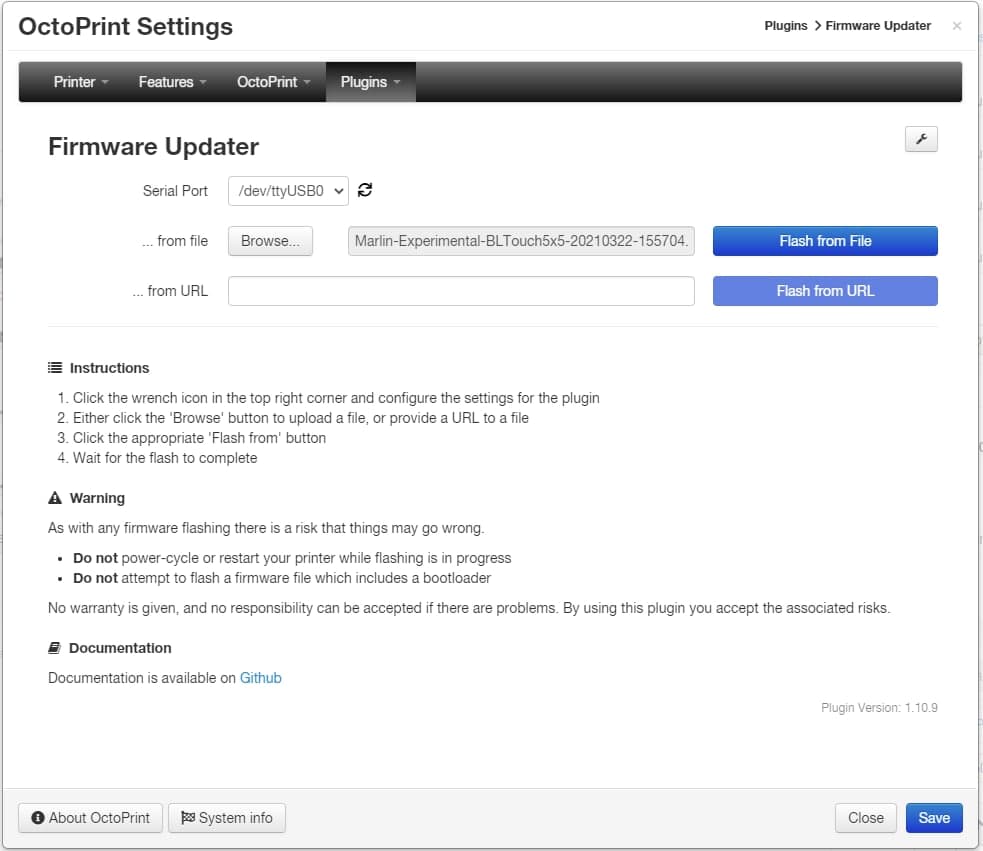 OctoPrint Settings
Plugins > Firmware Updater ×
Printer Features OctoPrint Plugins
Firmware Updater
Serial Port /dev/ttyUSB0
... from file Browse... Marlin-Experimental-BLTouch5x5-20210322-155704. Flash from File
... from URL Flash from URL
Instructions
1. Click the wrench icon in the top right corner and configure the settings for the plugin
2. Either click the 'Browse' button to upload a file, or provide a URL to a file
3. Click the appropriate 'Flash from' button
4. Wait for the flash to complete
Warning
As with any firmware flashing there is a risk that things may go wrong.
• Do not power-cycle or restart your printer while flashing is in progress
• Do not attempt to flash a firmware file which includes a bootloader
No warranty is given, and no responsibility can be accepted if there are problems. By using this plugin you accept the associated risks.
Documentation
Documentation is available on Github
Plugin Version: 1.10.9
About OctoPrint System info Close Save